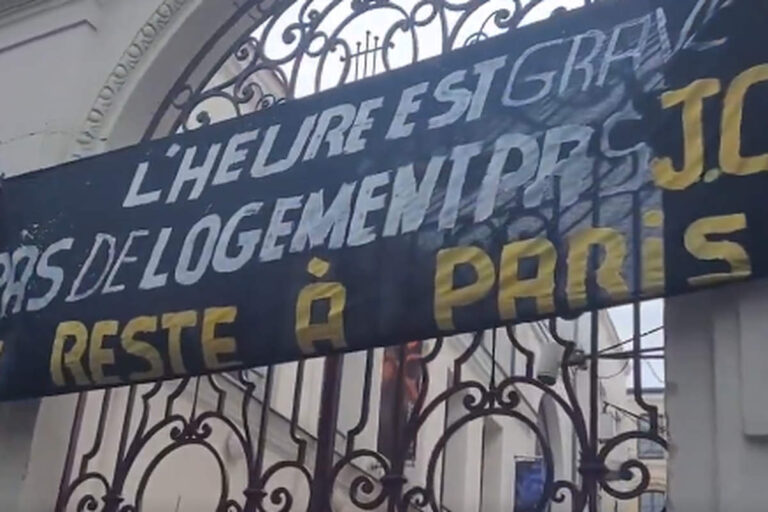 L'HEURE EST GRAVE
PAS DE LOGEMENT PAS J.O
RESTE À PARIS